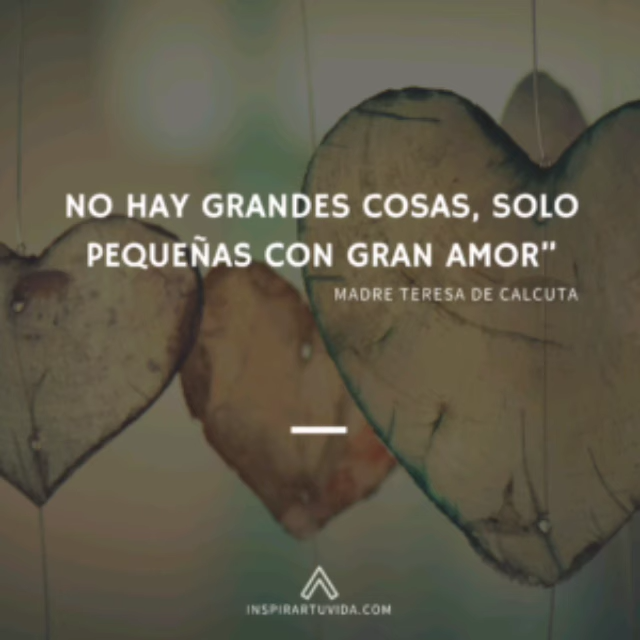 NO HAY GRANDES COSAS, SOLO
PEQUEÑAS CON GRAN AMOR"
MADRE TERESA DE CALCUTA
INSPIRARTUVIDA.COM